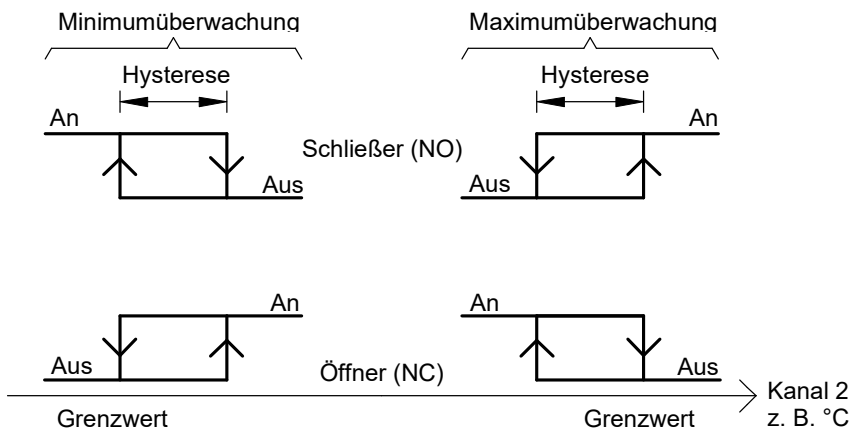 Minimumüberwachung Maximumüberwachung
Hysterese Hysterese
An An
Schließer (NO)
Aus Aus
An An
Aus Öffner (NC) Aus
Kanal 2
Grenzwert Grenzwert z. B. °C